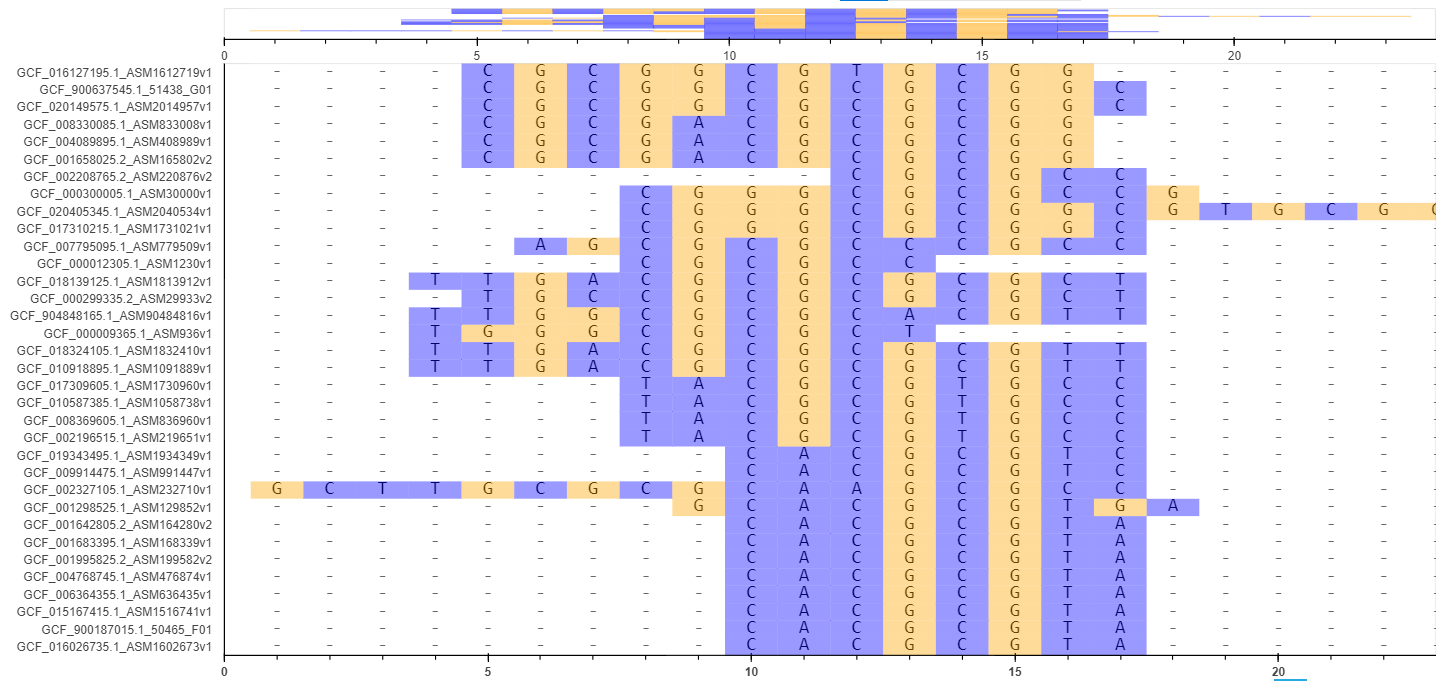 0 5 10 15 20
GCF_016127195.1_ASM1612719v1 - - - - C G C G G C G T G C G G - - - - - - -
GCF_900637545.1_51438_G01 - - - - C G C G G C G C G C G G C - - - - - -
GCF_020149575.1_ASM2014957v1 - - - - C G C G G C G C G C G G C - - - - - -
GCF_008330085.1_ASM833008v1 - - - - C G C G A C G C G C G G - - - - - - -
GCF_004089895.1_ASM408989v1 - - - - C G C G A C G C G C G G - - - - - - -
GCF_001658025.2_ASM165802v2 - - - - C G C G A C G C G C G G - - - - - - -
GCF_002208765.2_ASM220876v2 - - - - - - - - - - - C G C G C C - - - - - -
GCF_000300005.1_ASM30000v1 - - - - - - - C G G G C G C G C C G - - - - -
GCF_020405345.1_ASM2040534v1 - - - - - - - C G G G C G C G G C G T G C G G
GCF_017310215.1_ASM1731021v1 - - - - - - - C G G G C G C G G C - - - - - -
GCF_007795095.1_ASM779509v1 - - - - - A G C G C G C C C G C C - - - - - -
GCF_000012305.1_ASM1230v1 - - - - - - - C G C G C C - - - - - - - - - -
GCF_018139125.1_ASM1813912v1 - - - T T G A C G C G C G C G C T - - - - - -
GCF_000299335.2_ASM29933v2 - - - - T G C C G C G C G C G C T - - - - - -
GCF_904848165.1_ASM90484816v1 - - - T T G G C G C G C A C G T T - - - - - -
GCF_000009365.1_ASM936v1 - - - T G G G C G C G C T - - - - - - - - - -
GCF_018324105.1_ASM1832410v1 - - - T T G A C G C G C G C G T T - - - - - -
GCF_010918895.1_ASM1091889v1 - - - T T G A C G C G C G C G T T - - - - - -
GCF_017309605.1_ASM1730960v1 - - - - - - - T A C G C G T G C C - - - - - -
GCF_010587385.1_ASM1058738v1 - - - - - - - T A C G C G T G C C - - - - - -
GCF_008369605.1_ASM836960v1 - - - - - - - T A C G C G T G C C - - - - - -
GCF_002196515.1_ASM219651v1 - - - - - - - T A C G C G T G C C - - - - - -
GCF_019343495.1_ASM1934349v1 - - - - - - - - - C A C G C G T C - - - - - -
GCF_009914475.1_ASM991447v1 - - - - - - - - - C A C G C G T C - - - - - -
GCF_002327105.1_ASM232710v1 G C T T G C G C G C A A G C G C C - - - - - -
GCF_001298525.1_ASM129852v1 - - - - - - - - G C A C G C G T G A - - - - -
GCF_001642805.2_ASM164280v2 - - - - - - - - - C A C G C G T A - - - - - -
GCF_001683395.1_ASM168339v1 - - - - - - - - - C A C G C G T A - - - - - -
GCF_001995825.2_ASM199582v2 - - - - - - - - - C A C G C G T A - - - - - -
GCF_004768745.1_ASM476874v1 - - - - - - - - - C A C G C G T A - - - - - -
GCF_006364355.1_ASM636435v1 - - - - - - - - - C A C G C G T A - - - - - -
GCF_015167415.1_ASM1516741v1 - - - - - - - - - C A C G C G T A - - - - - -
GCF_900187015.1_50465_F01 - - - - - - - - - C A C G C G T A - - - - - -
GCF_016026735.1_ASM1602673v1 - - - - - - - - - C A C G C G T A - - - - - -
0 5 10 15 20